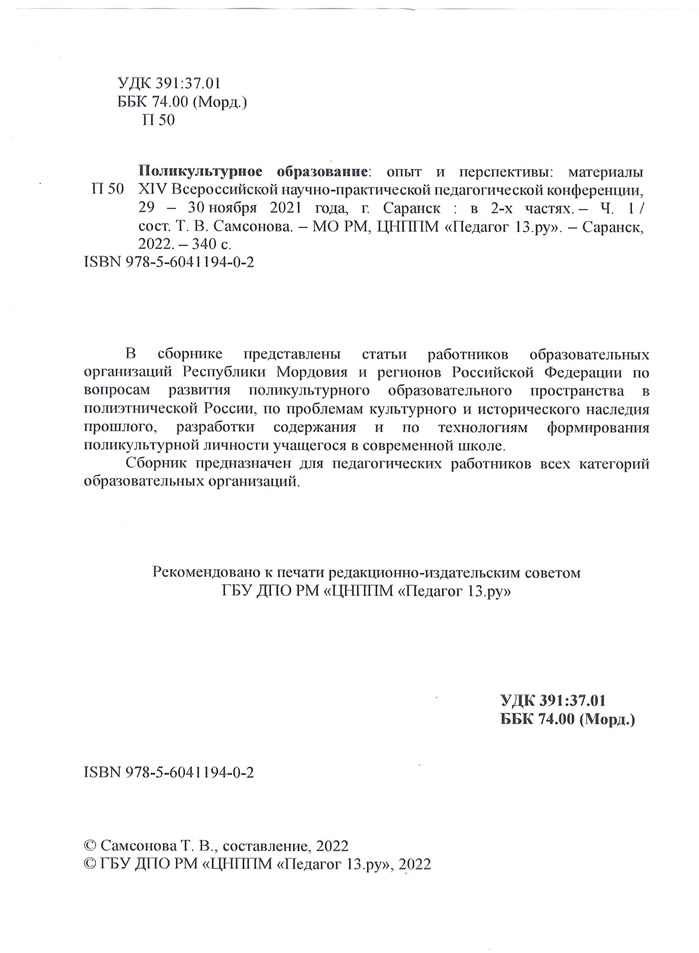 УДК 391:37.01
ББК 74.00 (Морд.)
П 50
Поликультурное образование: опыт и перспективы: материалы
П 50 XIV Всероссийской научно-практической педагогической конференции,
29 – 30 ноября 2021 года, г. Саранск : в 2-х частях. – Ч. 1 /
сост. Т. В. Самсонова. – МО РМ, ЦНППМ «Педагог 13.ру». – Саранск,
2022. – 340 с.
ISBN 978-5-6041194-0-2
В сборнике представлены статьи работников образовательных
организаций Республики Мордовия и регионов Российской Федерации по
вопросам развития поликультурного образовательного пространства в
полиэтнической России, по проблемам культурного и исторического наследия
прошлого, разработки содержания и по технологиям формирования
поликультурной личности учащегося в современной школе.
Сборник предназначен для педагогических работников всех категорий
образовательных организаций.
Рекомендовано к печати редакционно-издательским советом
ГБУ ДПО РМ «ЦНППМ «Педагог 13.ру»
УДК 391:37.01
ББК 74.00 (Морд.)
ISBN 978-5-6041194-0-2
© Самсонова Т. В., составление, 2022
© ГБУ ДПО РМ «ЦНППМ «Педагог 13.ру», 2022